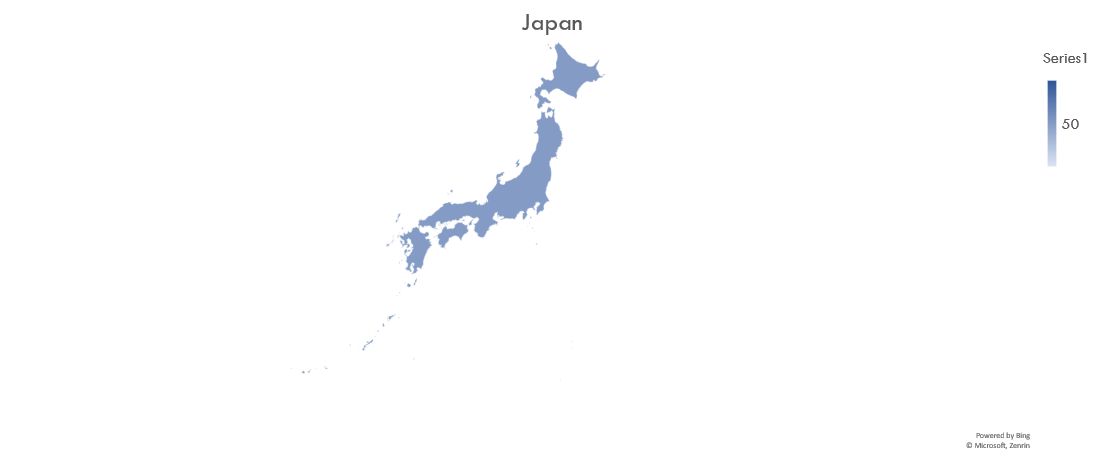 Japan
Series1
50
Powered by Bing
© Microsoft, Zenrin